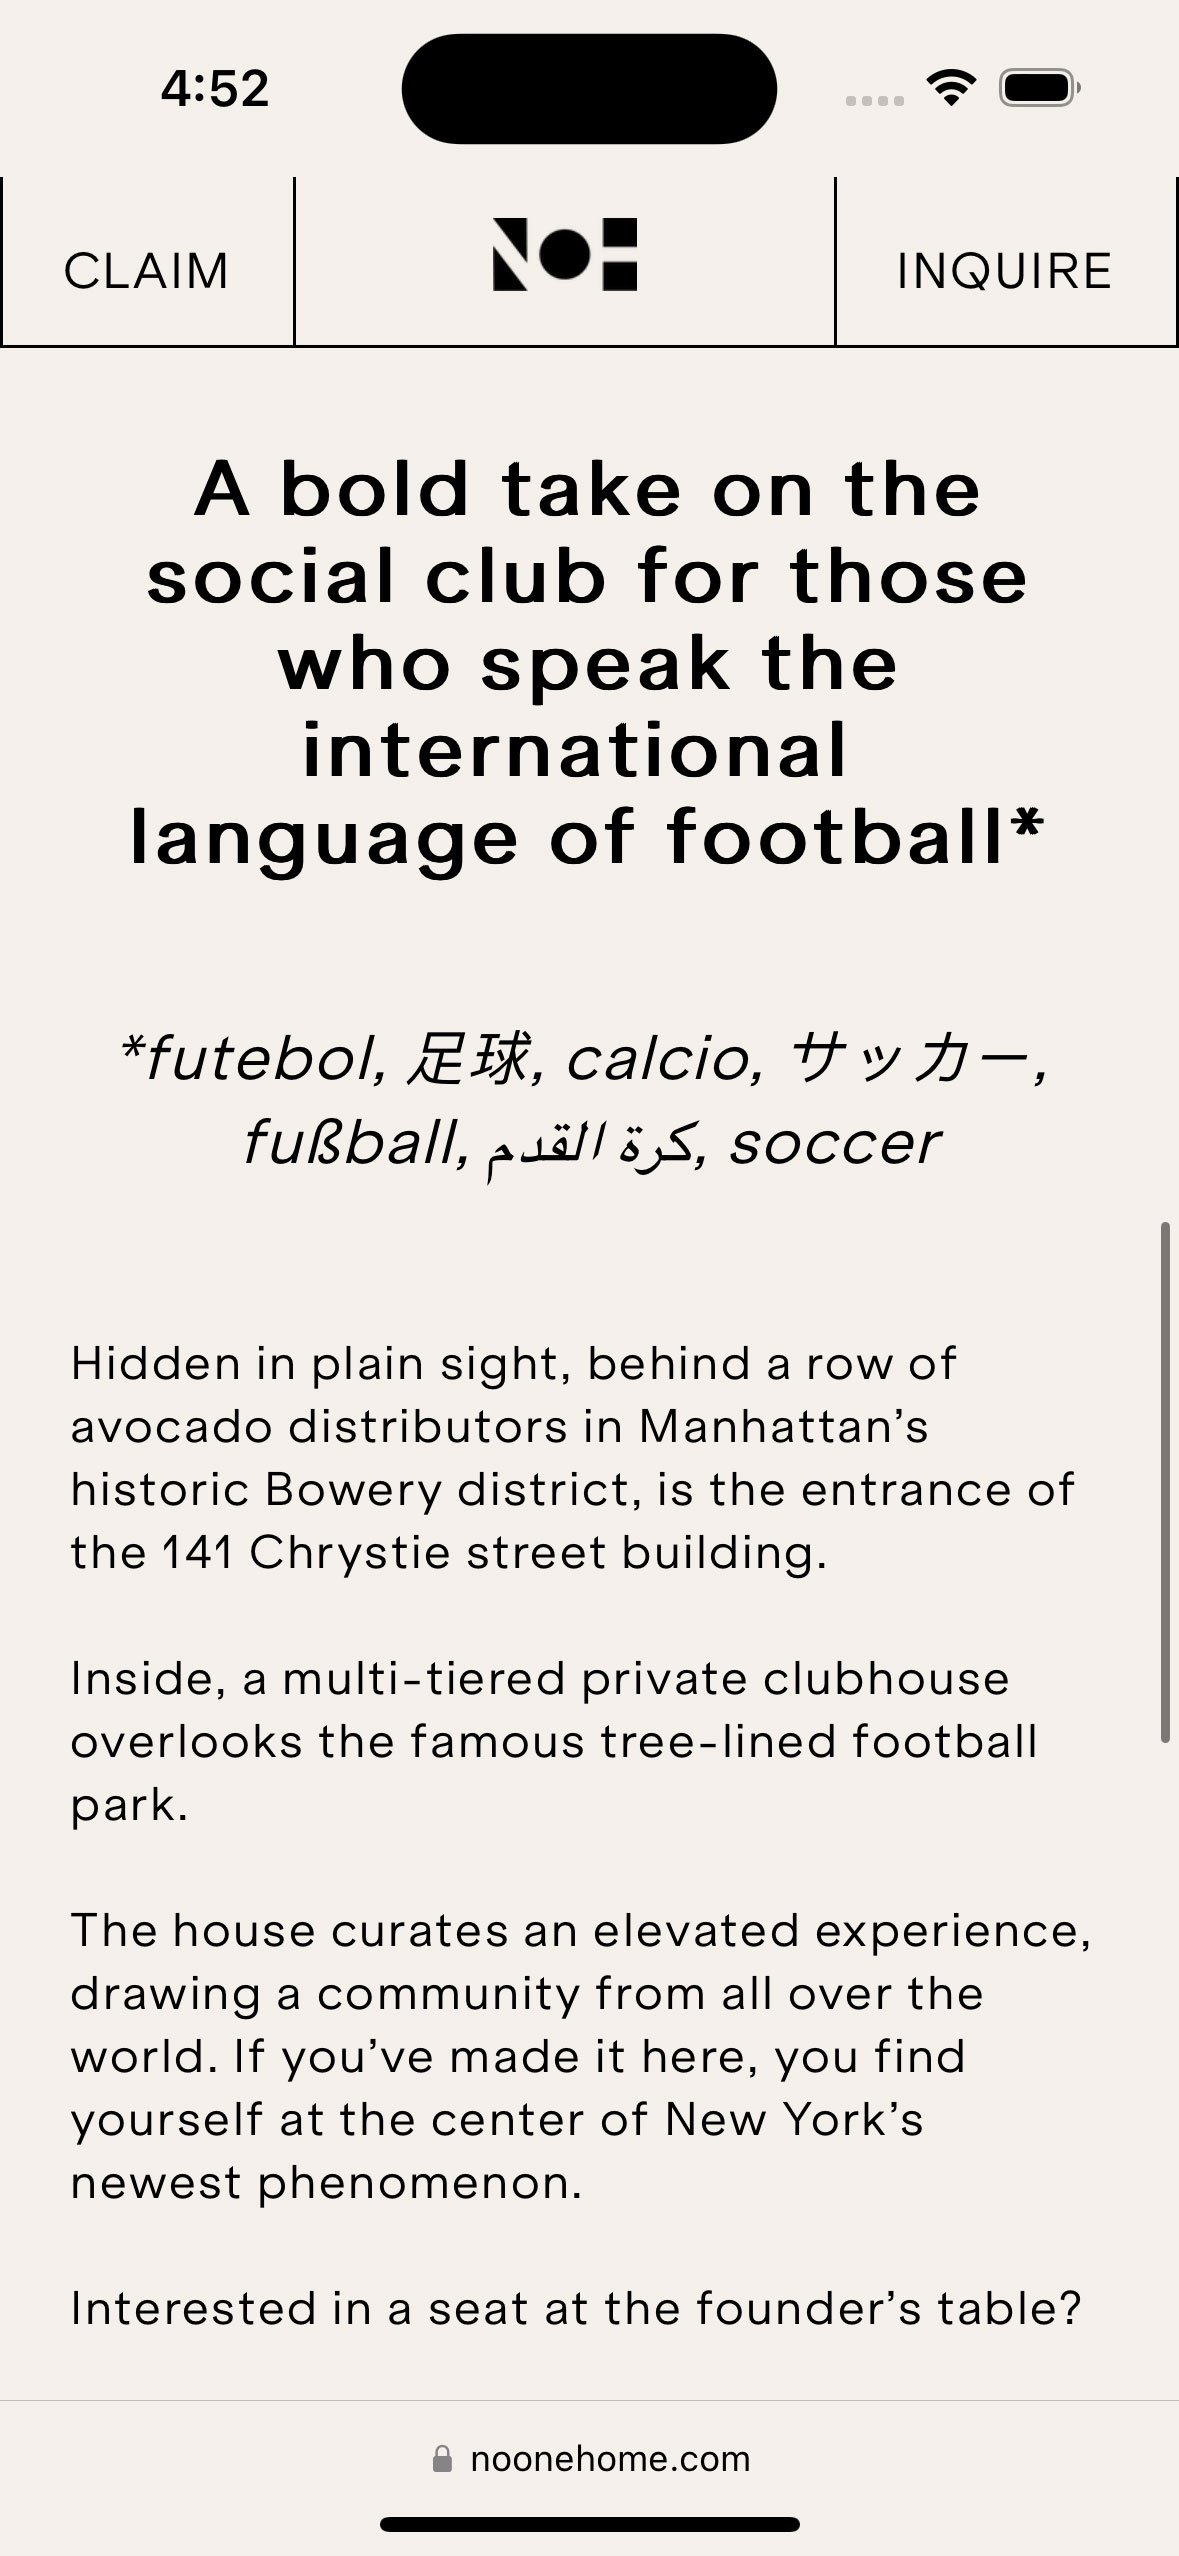 4:52
CLAIM
NOH
INQUIRE
A bold take on the
social club for those
who speak the
international
language of football*
*futebol, 足球, calcio, サッカー,
fußball, كرة القدم, soccer
Hidden in plain sight, behind a row of
avocado distributors in Manhattan’s
historic Bowery district, is the entrance of
the 141 Chrystie street building.
Inside, a multi-tiered private clubhouse
overlooks the famous tree-lined football
park.
The house curates an elevated experience,
drawing a community from all over the
world. If you’ve made it here, you find
yourself at the center of New York’s
newest phenomenon.
Interested in a seat at the founder’s table?
noonehome.com